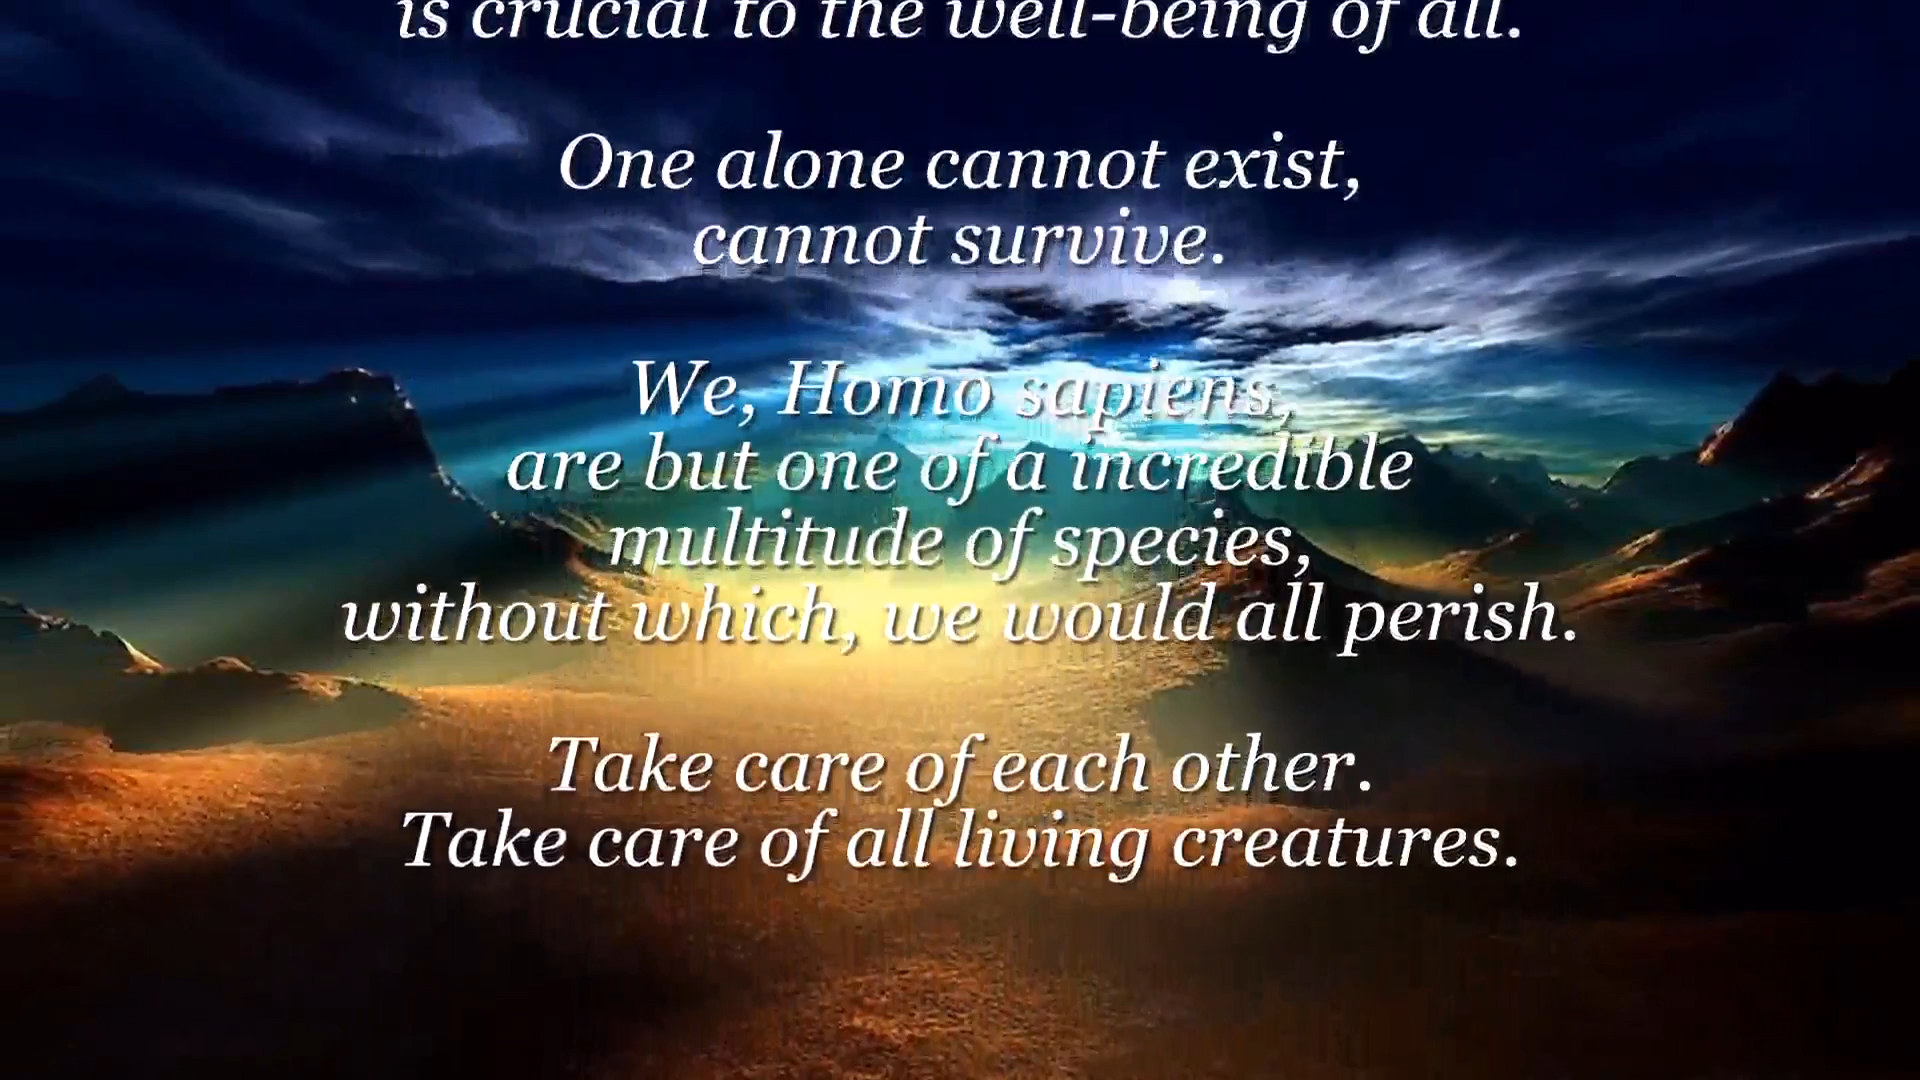 is crucial to the well-being of all.
One alone cannot exist,
cannot survive.
We, Homo sapiens,
are but one of a incredible
multitude of species,
without which, we would all perish.
Take care of each other.
Take care of all living creatures.